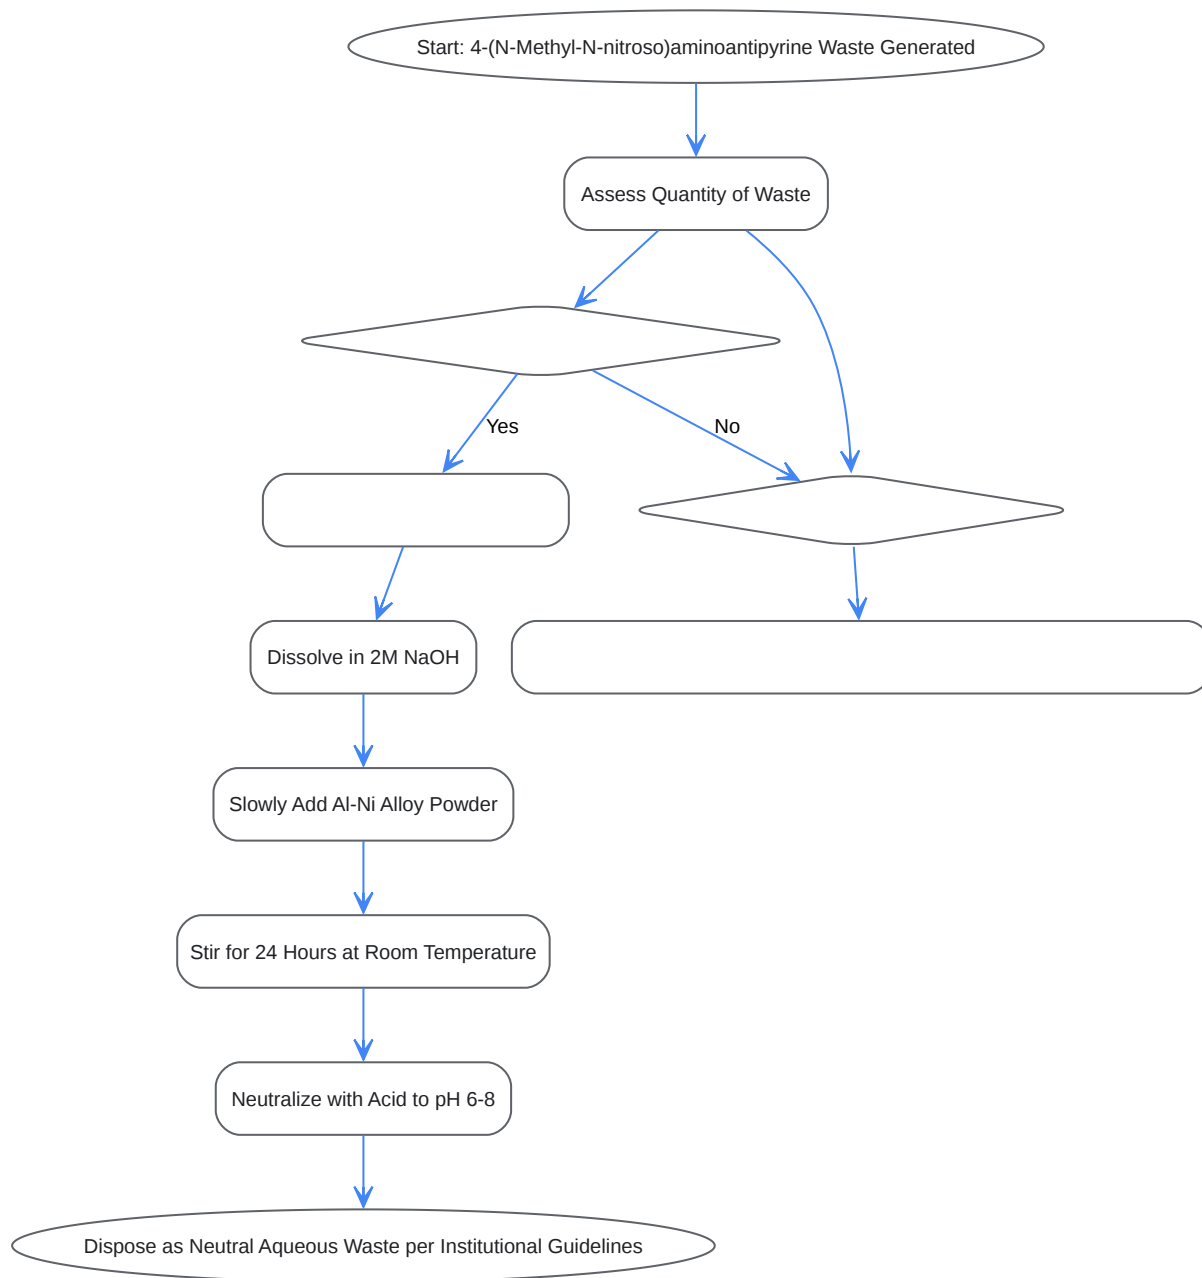 Start: 4-(N-Methyl-N-nitroso)aminoantipyrine Waste Generated
Assess Quantity of Waste
Yes
No
Dissolve in 2M NaOH
Slowly Add Al-Ni Alloy Powder
Stir for 24 Hours at Room Temperature
Neutralize with Acid to pH 6-8
Dispose as Neutral Aqueous Waste per Institutional Guidelines